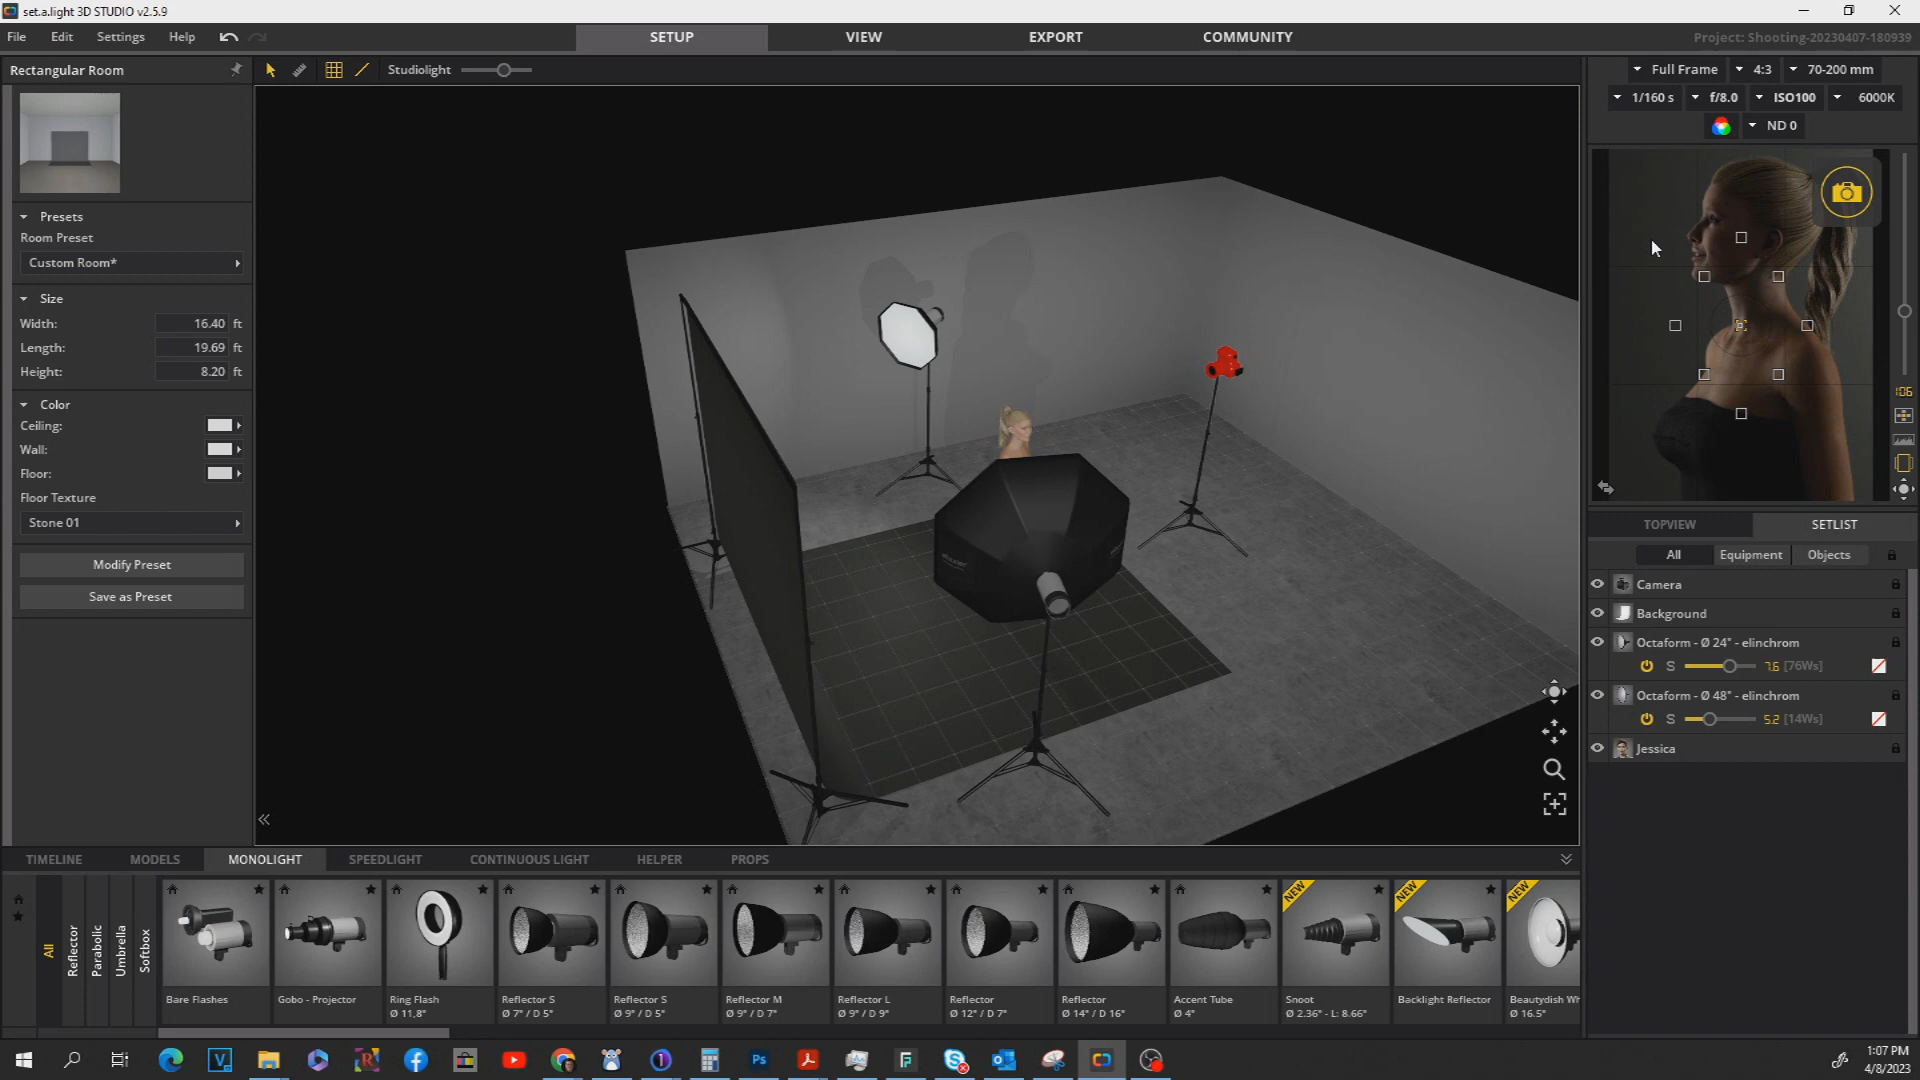 set.a.light 3D STUDIO v2.5.9
File Edit Settings Help
SETUP VIEW EXPORT COMMUNITY
Project: Shooting-20230407-180939
Rectangular Room
Studiolight
Full Frame 4:3 70-200 mm
1/160 s f/8.0 ISO100 6000K
ND 0
Presets
Room Preset
Custom Room*
Size
Width: 16.40 ft
Length: 19.69 ft
Height: 8.20 ft
Color
Ceiling:
Wall:
Floor:
Floor Texture
Stone 01
Modify Preset
Save as Preset
106
TOPVIEW SETLIST
All Equipment Objects
Camera
Background
Octaform - Ø 24" - elinchrom
S 7.6 [76Ws]
Octaform - Ø 48" - elinchrom
S 5.2 [14Ws]
Jessica
TIMELINE MODELS MONOLIGHT SPEEDLIGHT CONTINUOUS LIGHT HELPER PROPS
All
Reflector
Parabolic
Umbrella
Softbox
NEW NEW NEW
Bare Flashes
Gobo - Projector
Ring Flash
Ø 11,8"
Reflector S
Ø 7" / D 5"
Reflector S
Ø 9" / D 5"
Reflector M
Ø 9" / D 7"
Reflector L
Ø 9" / D 9"
Reflector
Ø 12" / D 7"
Reflector
Ø 14" / D 16"
Accent Tube
Ø 4"
Snoot
Ø 2.36" - L: 8.66"
Backlight Reflector
Beautydish Wh
Ø 16.5"
1:07 PM
4/8/2023